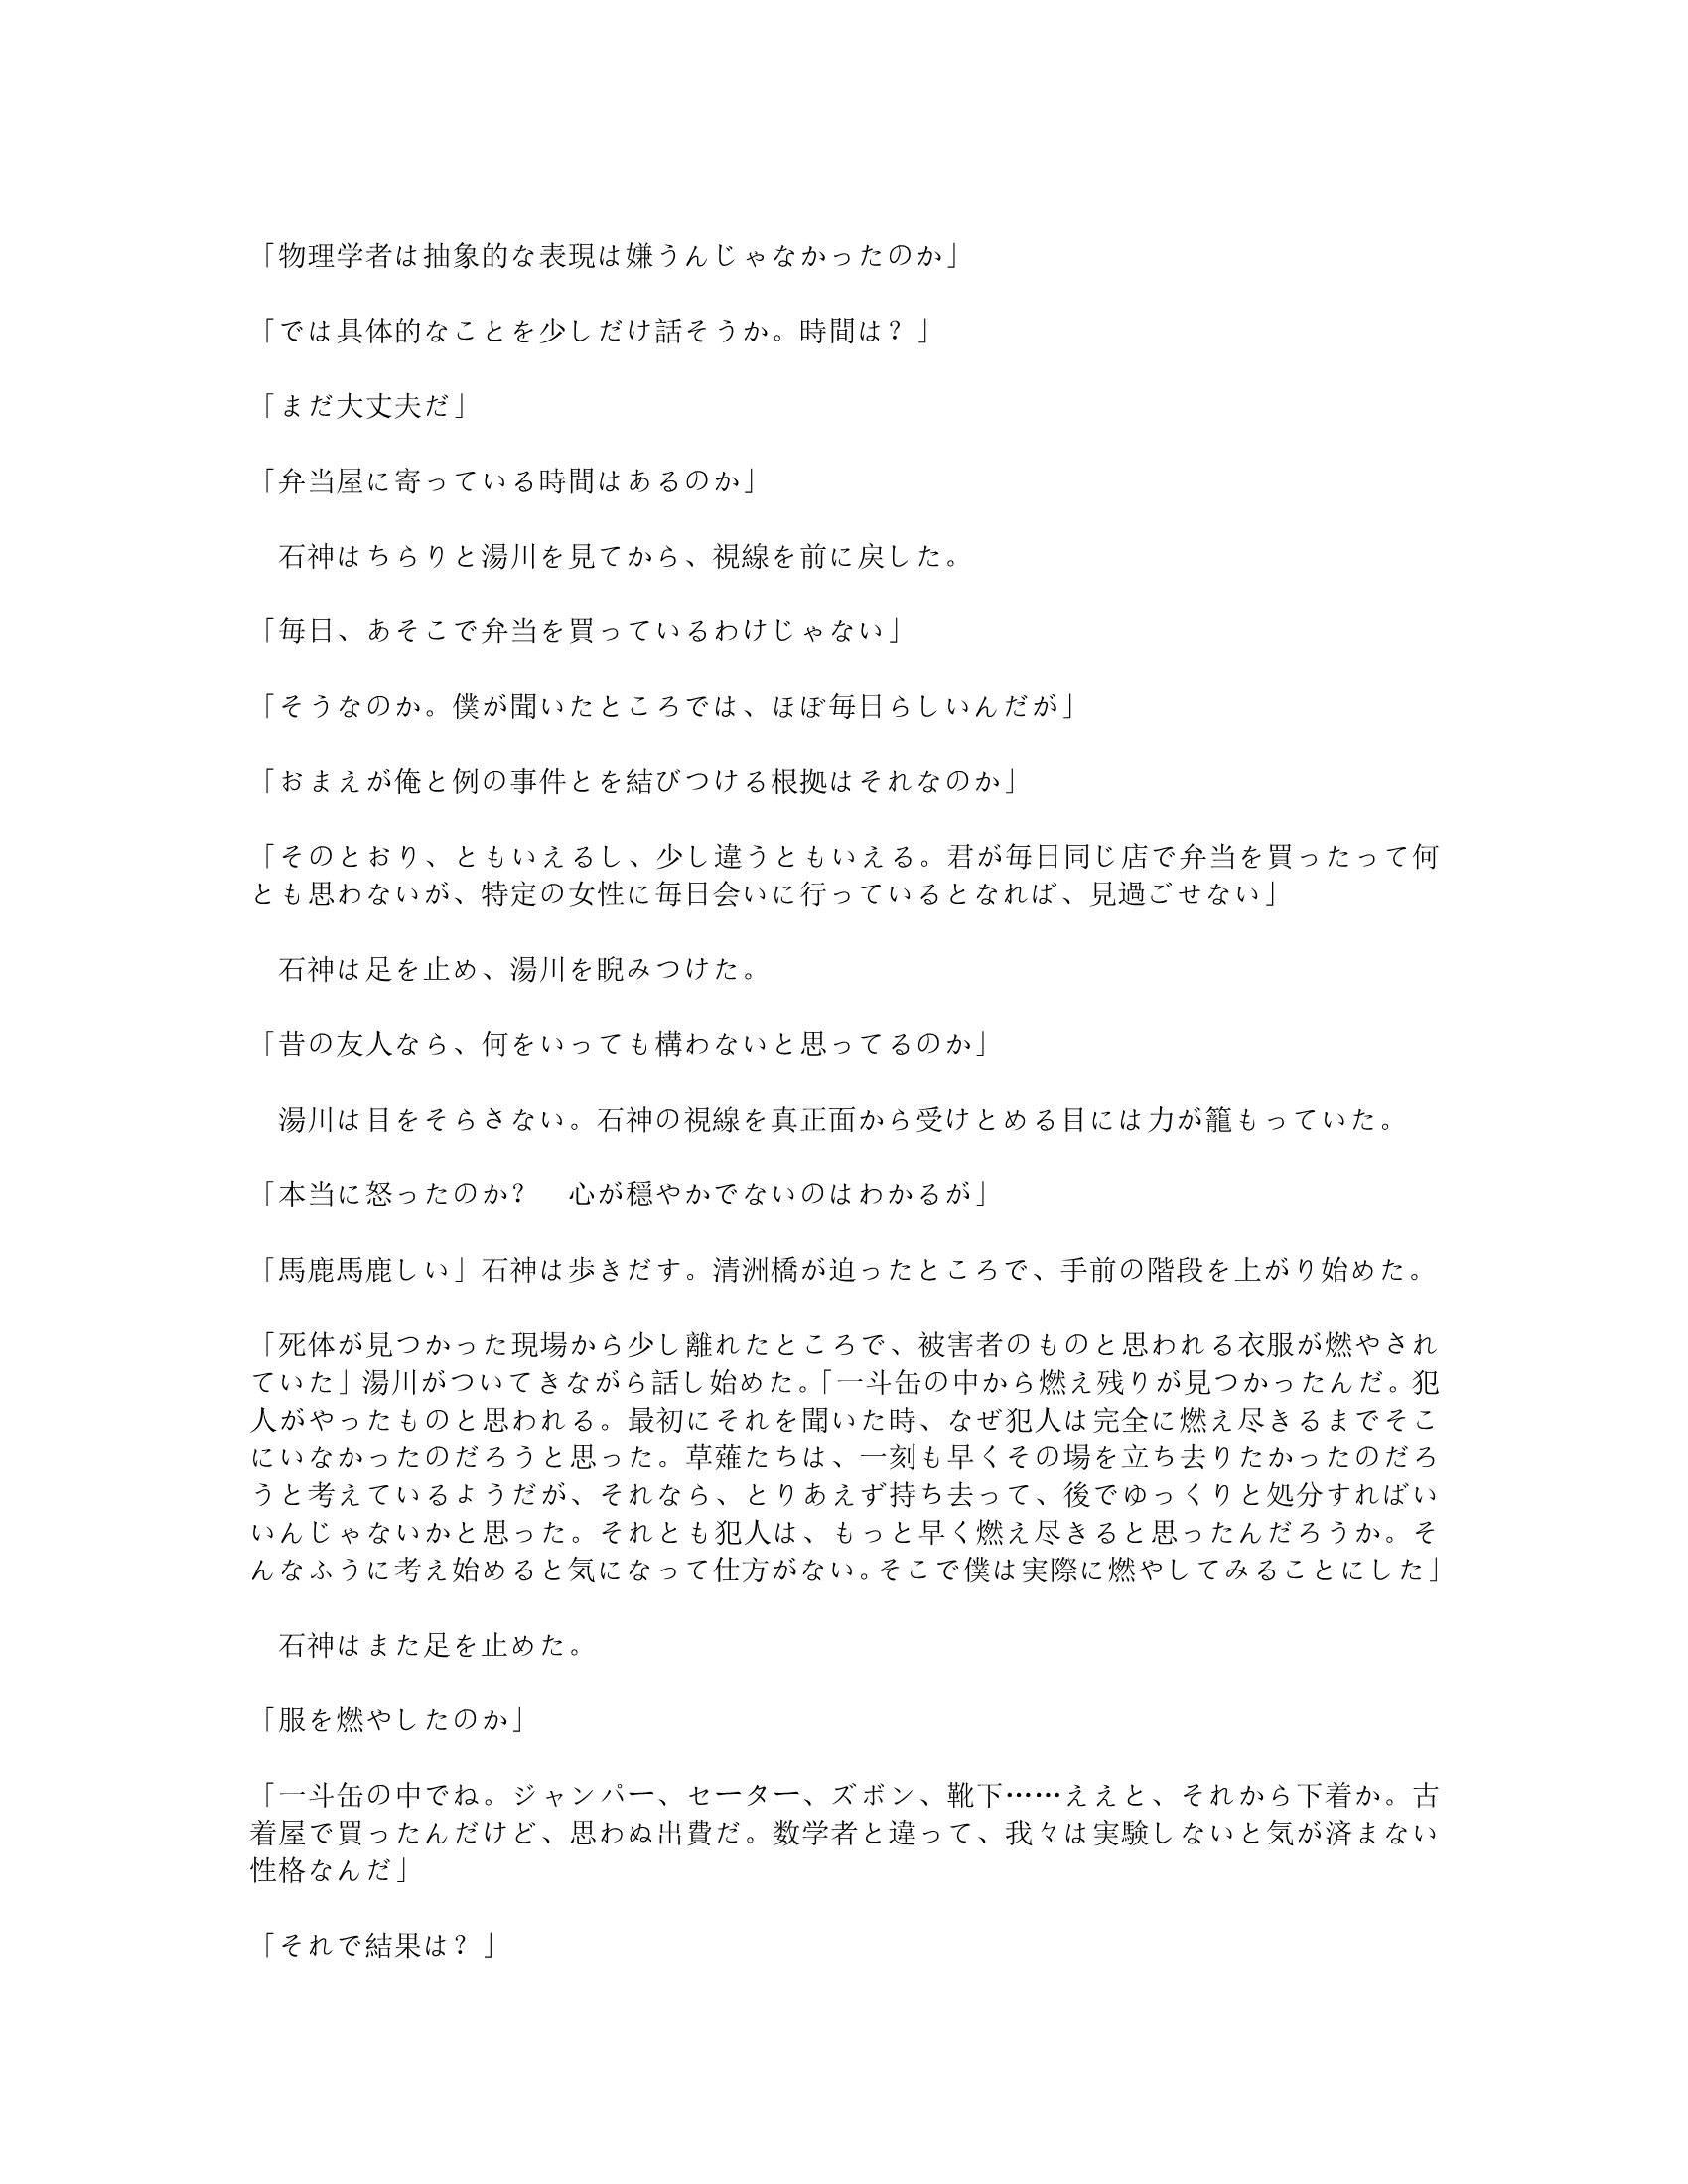 「物理学者は抽象的な表現は嫌うんじゃなかったのか」
「では具体的なことを少しだけ話そうか。時間は？」
「まだ大丈夫だ」
「弁当屋に寄っている時間はあるのか」
　石神はちらりと湯川を見てから、視線を前に戻した。
「毎日、あそこで弁当を買っているわけじゃない」
「そうなのか。僕が聞いたところでは、ほぼ毎日らしいんだが」
「おまえが俺と例の事件とを結びつける根拠はそれなのか」
「そのとおり、ともいえるし、少し違うともいえる。君が毎日同じ店で弁当を買ったって何
とも思わないが、特定の女性に毎日会いに行っているとなれば、見過ごせない」
　石神は足を止め、湯川を睨みつけた。
「昔の友人なら、何をいっても構わないと思ってるのか」
　湯川は目をそらさない。石神の視線を真正面から受けとめる目には力が籠もっていた。
「本当に怒ったのか？　心が穏やかでないのはわかるが」
「馬鹿馬鹿しい」石神は歩きだす。清洲橋が迫ったところで、手前の階段を上がり始めた。
「死体が見つかった現場から少し離れたところで、被害者のものと思われる衣服が燃やされ
ていた」湯川がついてきながら話し始めた。「一斗缶の中から燃え残りが見つかったんだ。犯
人がやったものと思われる。最初にそれを聞いた時、なぜ犯人は完全に燃え尽きるまでそこ
にいなかったのだろうと思った。草薙たちは、一刻も早くその場を立ち去りたかったのだろ
うと考えているようだが、それなら、とりあえず持ち去って、後でゆっくりと処分すればい
いんじゃないかと思った。それとも犯人は、もっと早く燃え尽きると思ったんだろうか。そ
んなふうに考え始めると気になって仕方がない。そこで僕は実際に燃やしてみることにした」
　石神はまた足を止めた。
「服を燃やしたのか」
「一斗缶の中でね。ジャンパー、セーター、ズボン、靴下……ええと、それから下着か。古
着屋で買ったんだけど、思わぬ出費だ。数学者と違って、我々は実験しないと気が済まない
性格なんだ」
「それで結果は？」